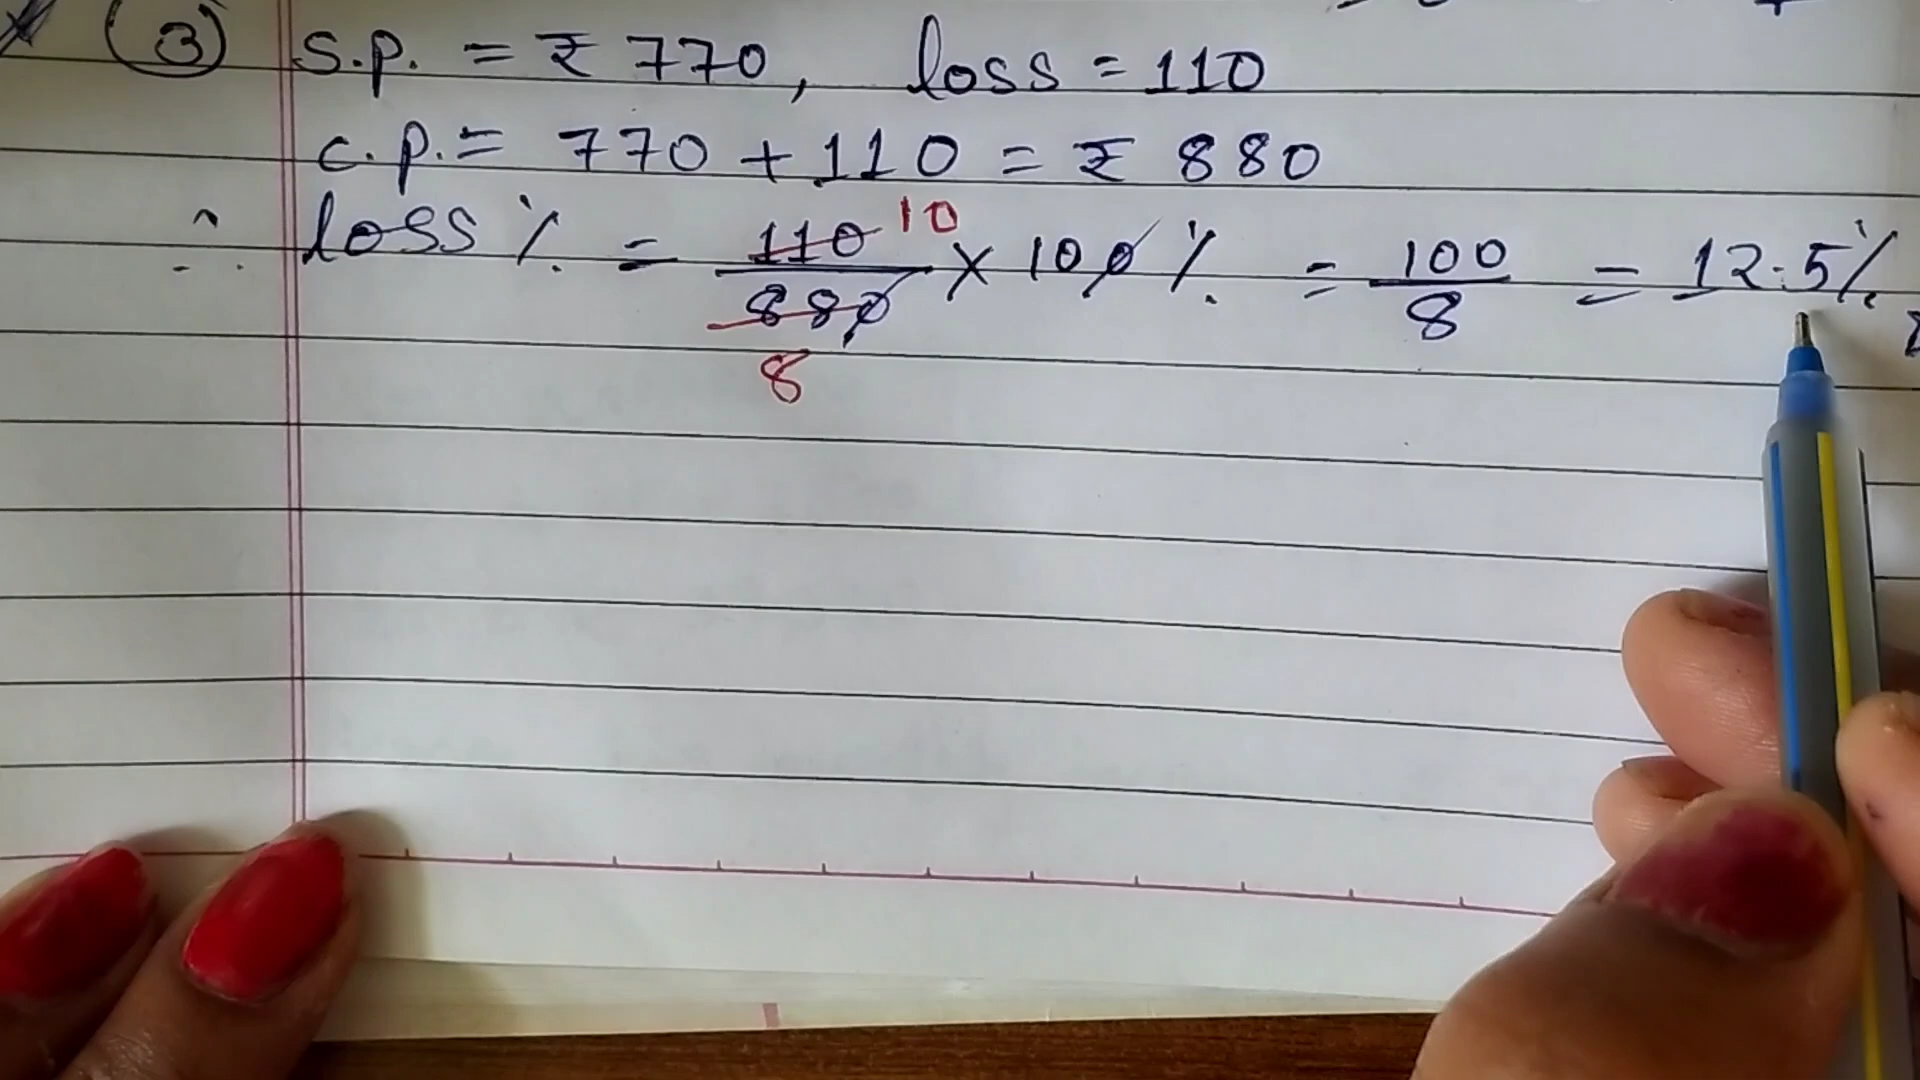 (3) S.P. = ₹ 770, loss = 110
C.P. = 770 + 110 = ₹ 880
∴ loss % = 110/880 × 100 % = 100/8 = 12.5%
10
8